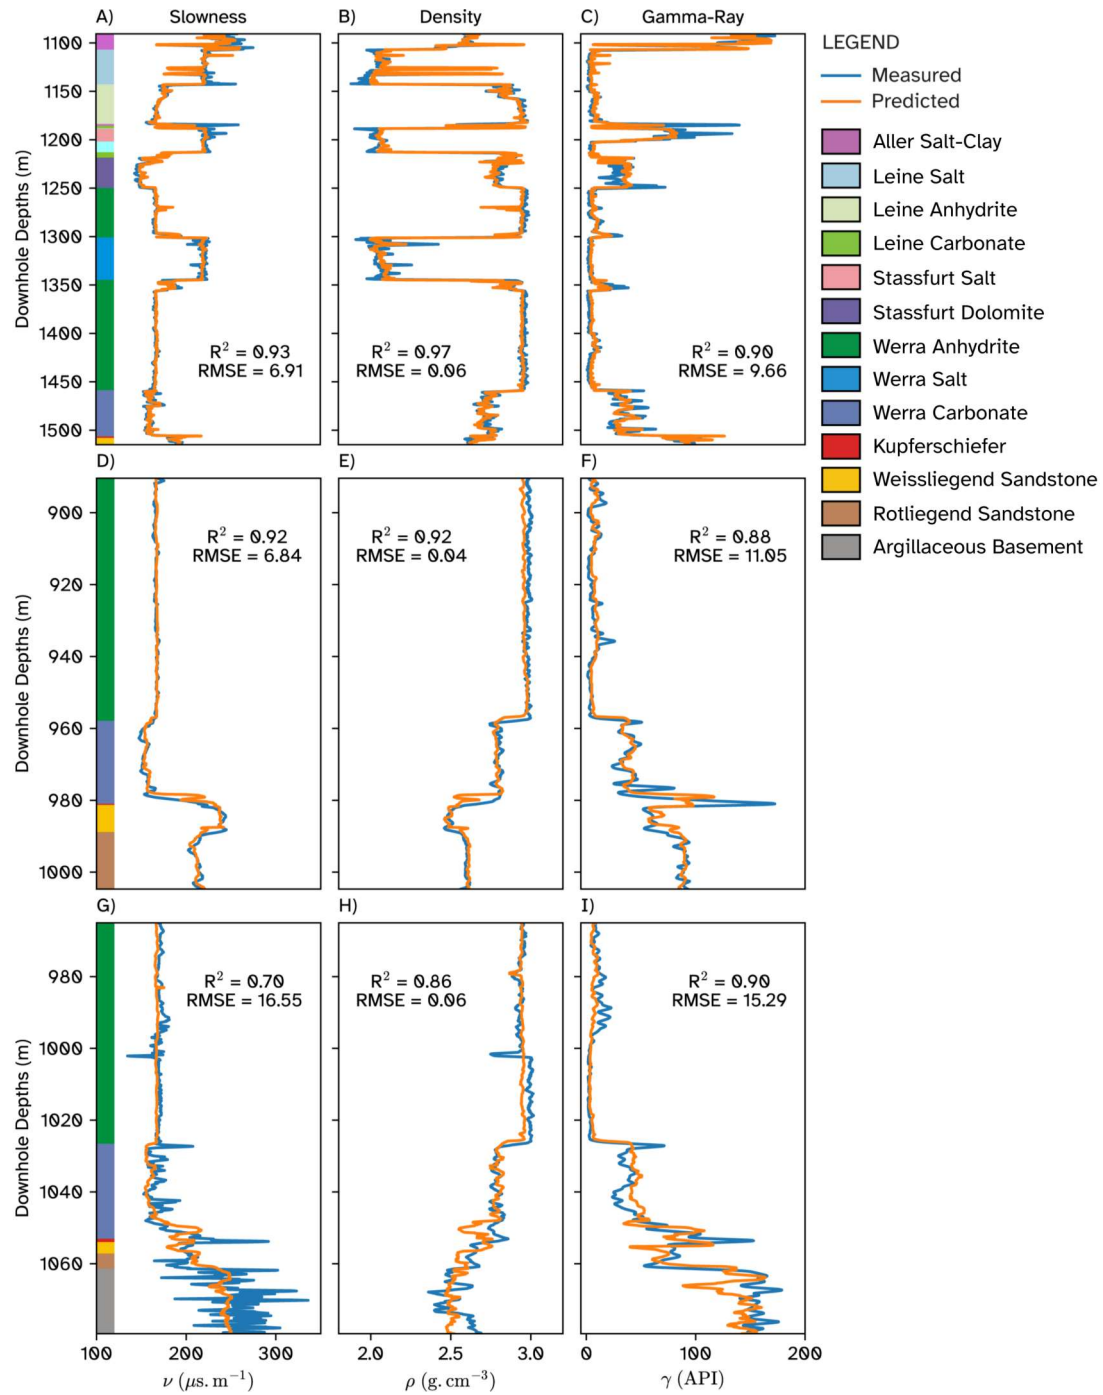 A) Slowness
B) Density
C) Gamma-Ray
Downhole Depths (m)
1100
1150
1200
1250
1300
1350
1400
1450
1500
R² = 0.93
RMSE = 6.91
R² = 0.97
RMSE = 0.06
R² = 0.90
RMSE = 9.66
LEGEND
Measured
Predicted
Aller Salt-Clay
Leine Salt
Leine Anhydrite
Leine Carbonate
Stassfurt Salt
Stassfurt Dolomite
Werra Anhydrite
Werra Salt
Werra Carbonate
Kupferschiefer
Weissliegend Sandstone
Rotliegend Sandstone
Argillaceous Basement
D)
E)
F)
Downhole Depths (m)
900
920
940
960
980
1000
R² = 0.92
RMSE = 6.84
R² = 0.92
RMSE = 0.04
R² = 0.88
RMSE = 11.05
G)
H)
I)
Downhole Depths (m)
980
1000
1020
1040
1060
R² = 0.70
RMSE = 16.55
R² = 0.86
RMSE = 0.06
R² = 0.90
RMSE = 15.29
100 200 300
2.0 2.5 3.0
0 100 200
ν (μs.m⁻¹)
ρ (g.cm⁻³)
γ (API)